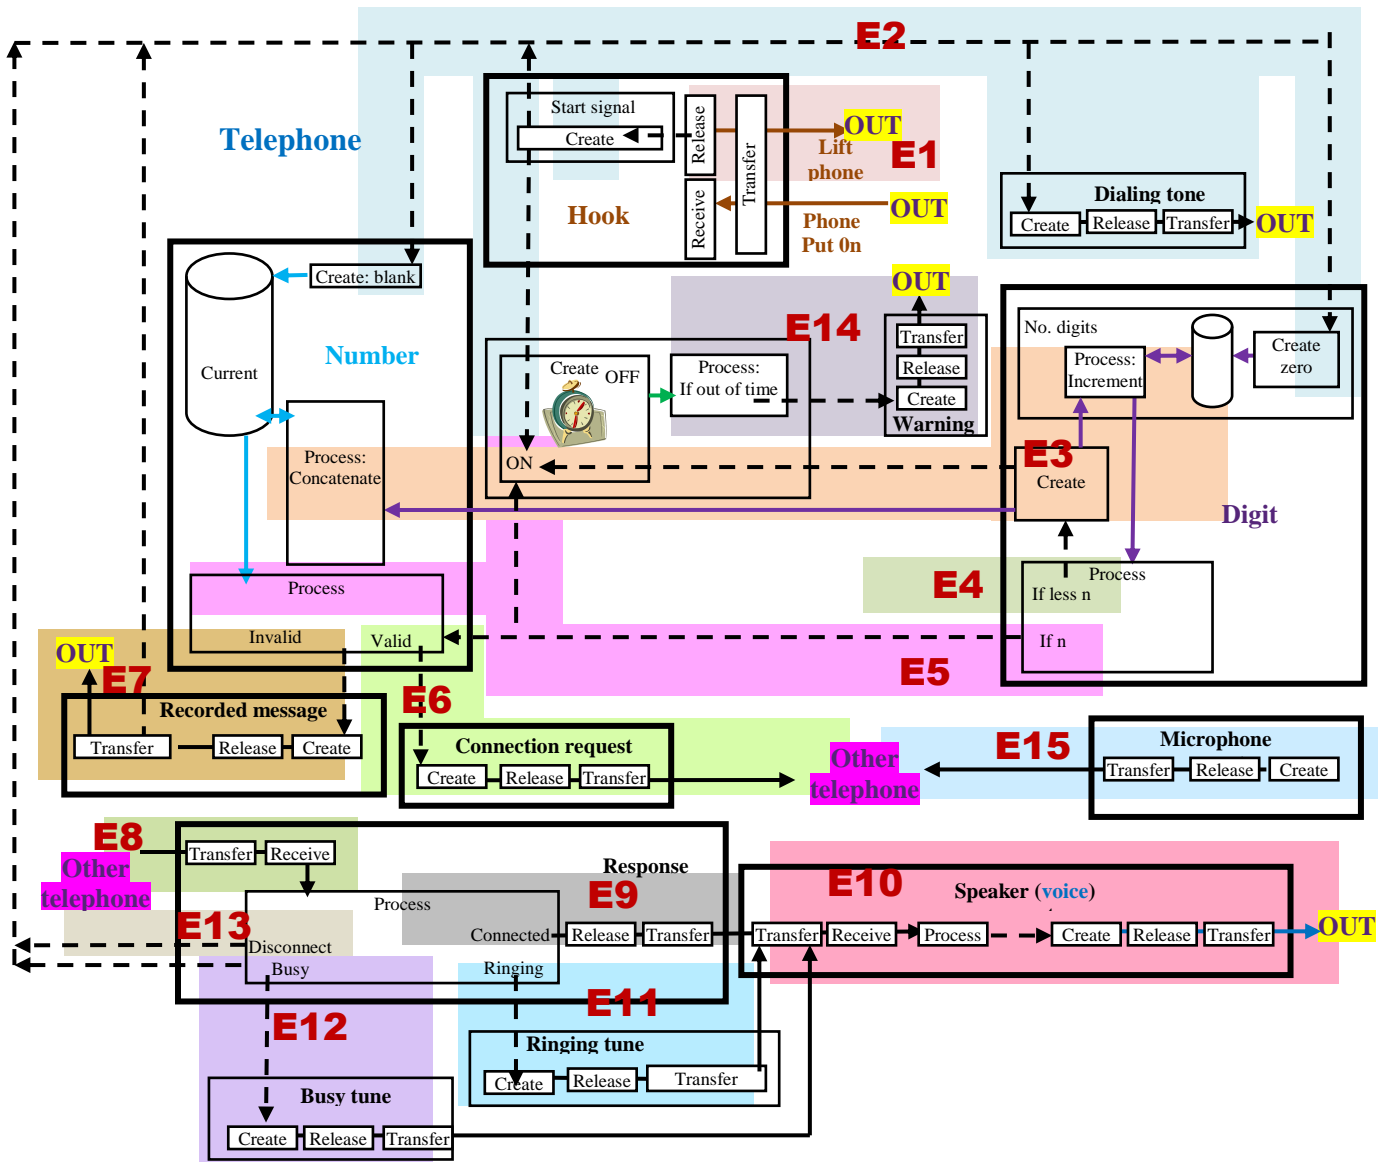 E2
Telephone
Start signal
Create
Release
Transfer
Receive
OUT
Lift
phone
E1
Hook
OUT
Phone
Put 0n
Dialing tone
Create
Release
Transfer
OUT
Create: blank
Current
Number
Process:
Concatenate
Create
OFF
ON
Process:
If out of time
E14
OUT
Transfer
Release
Create
Warning
No. digits
Process:
Increment
Create
zero
E3
Create
Digit
E4
Process
If less n
If n
E5
Process
Invalid
Valid
OUT
E7
Recorded message
Transfer
Release
Create
E6
Connection request
Create
Release
Transfer
Other
telephone
E15
Microphone
Transfer
Release
Create
E8
Other
telephone
Transfer
Receive
Response
Process
E9
Connected
Release
Transfer
E13
Disconnect
Busy
Ringing
E10
Speaker (voice)
Transfer
Receive
Process
Create
Release
Transfer
OUT
E12
E11
Ringing tune
Create
Release
Transfer
Busy tune
Create
Release
Transfer